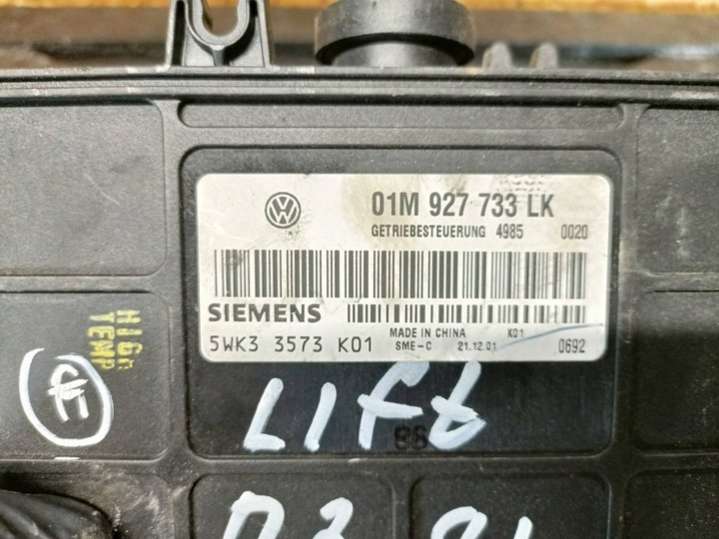 01M 927 733 LK
GETRIEBESTEUERUNG 4985 0020
SIEMENS
MADE IN CHINA K01
5WK3 3573 K01 SME-C 21.12.01 0692
HIGH
TEMP
LIFt